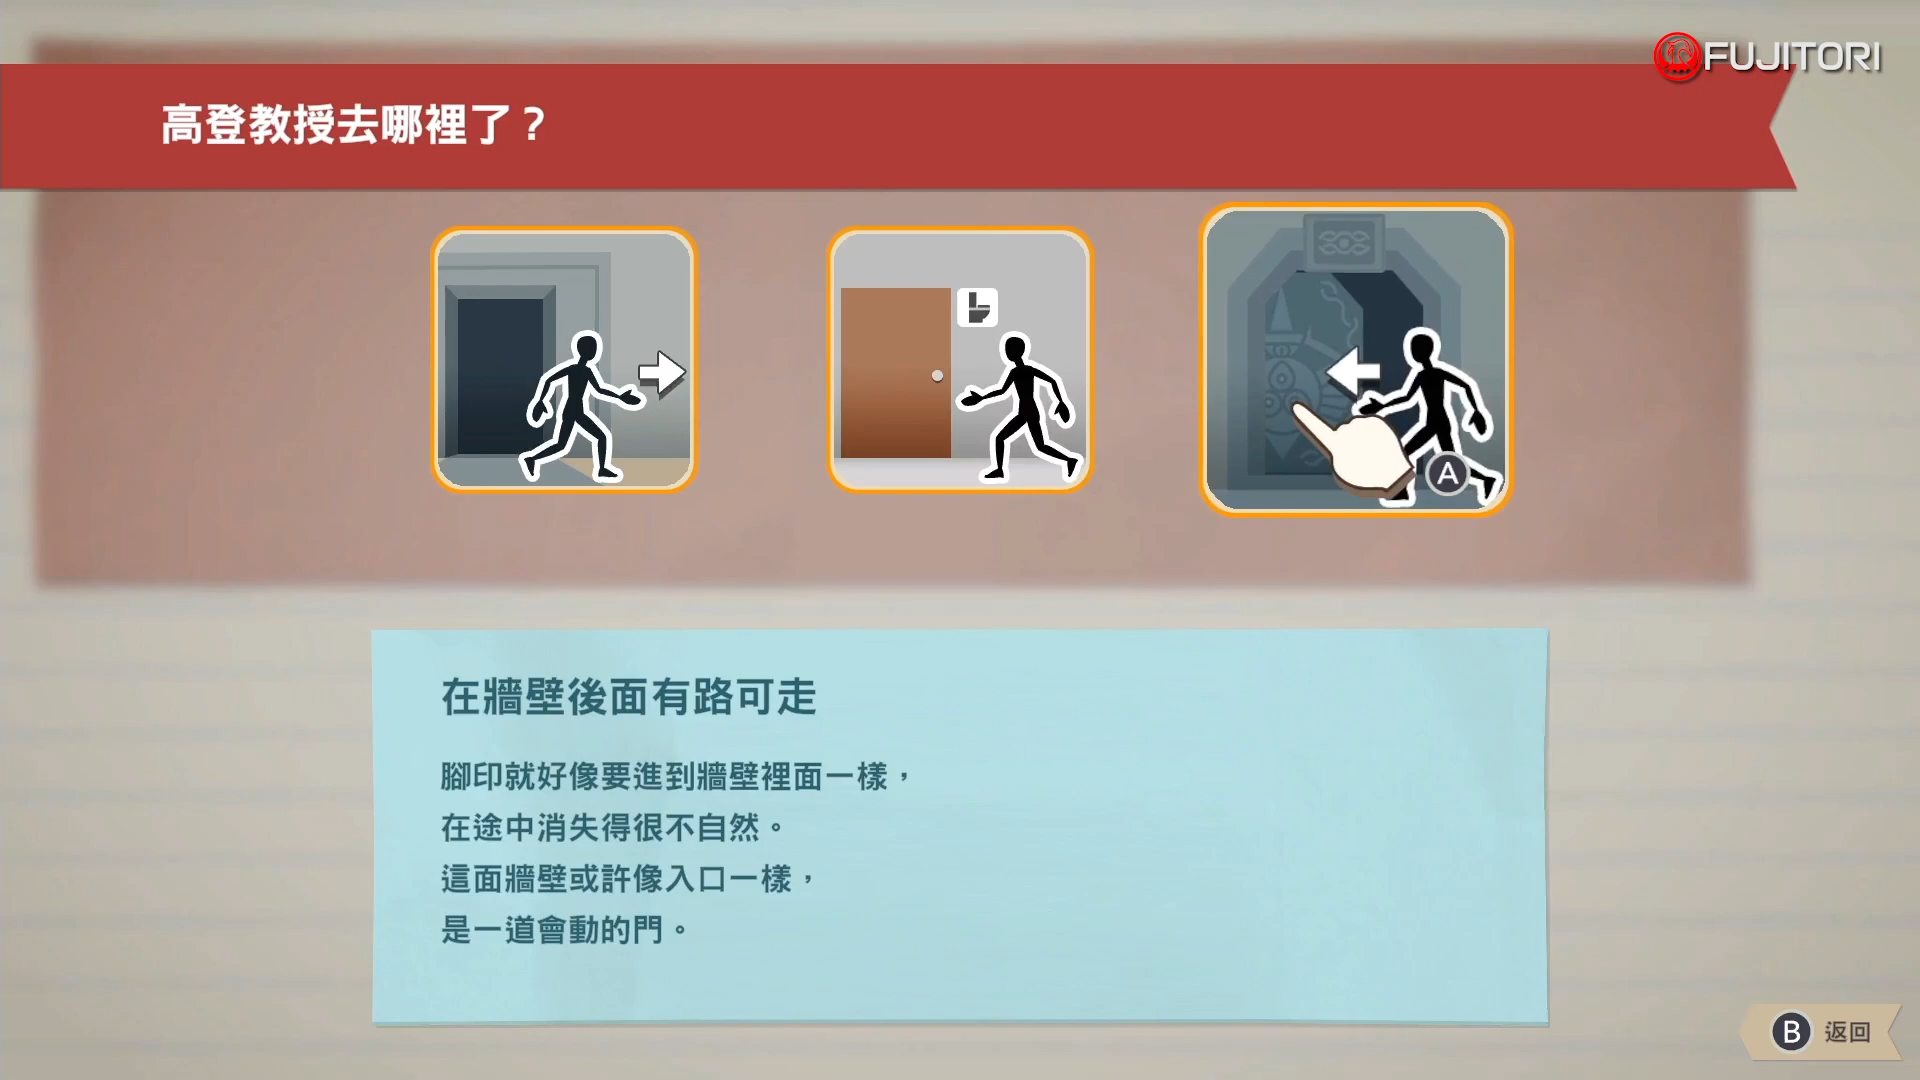 FUJITORI
高登教授去哪裡了？
A
在牆壁後面有路可走
腳印就好像要進到牆壁裡面一樣，
在途中消失得很不自然。
這面牆壁或許像入口一樣，
是一道會動的門。
B 返回